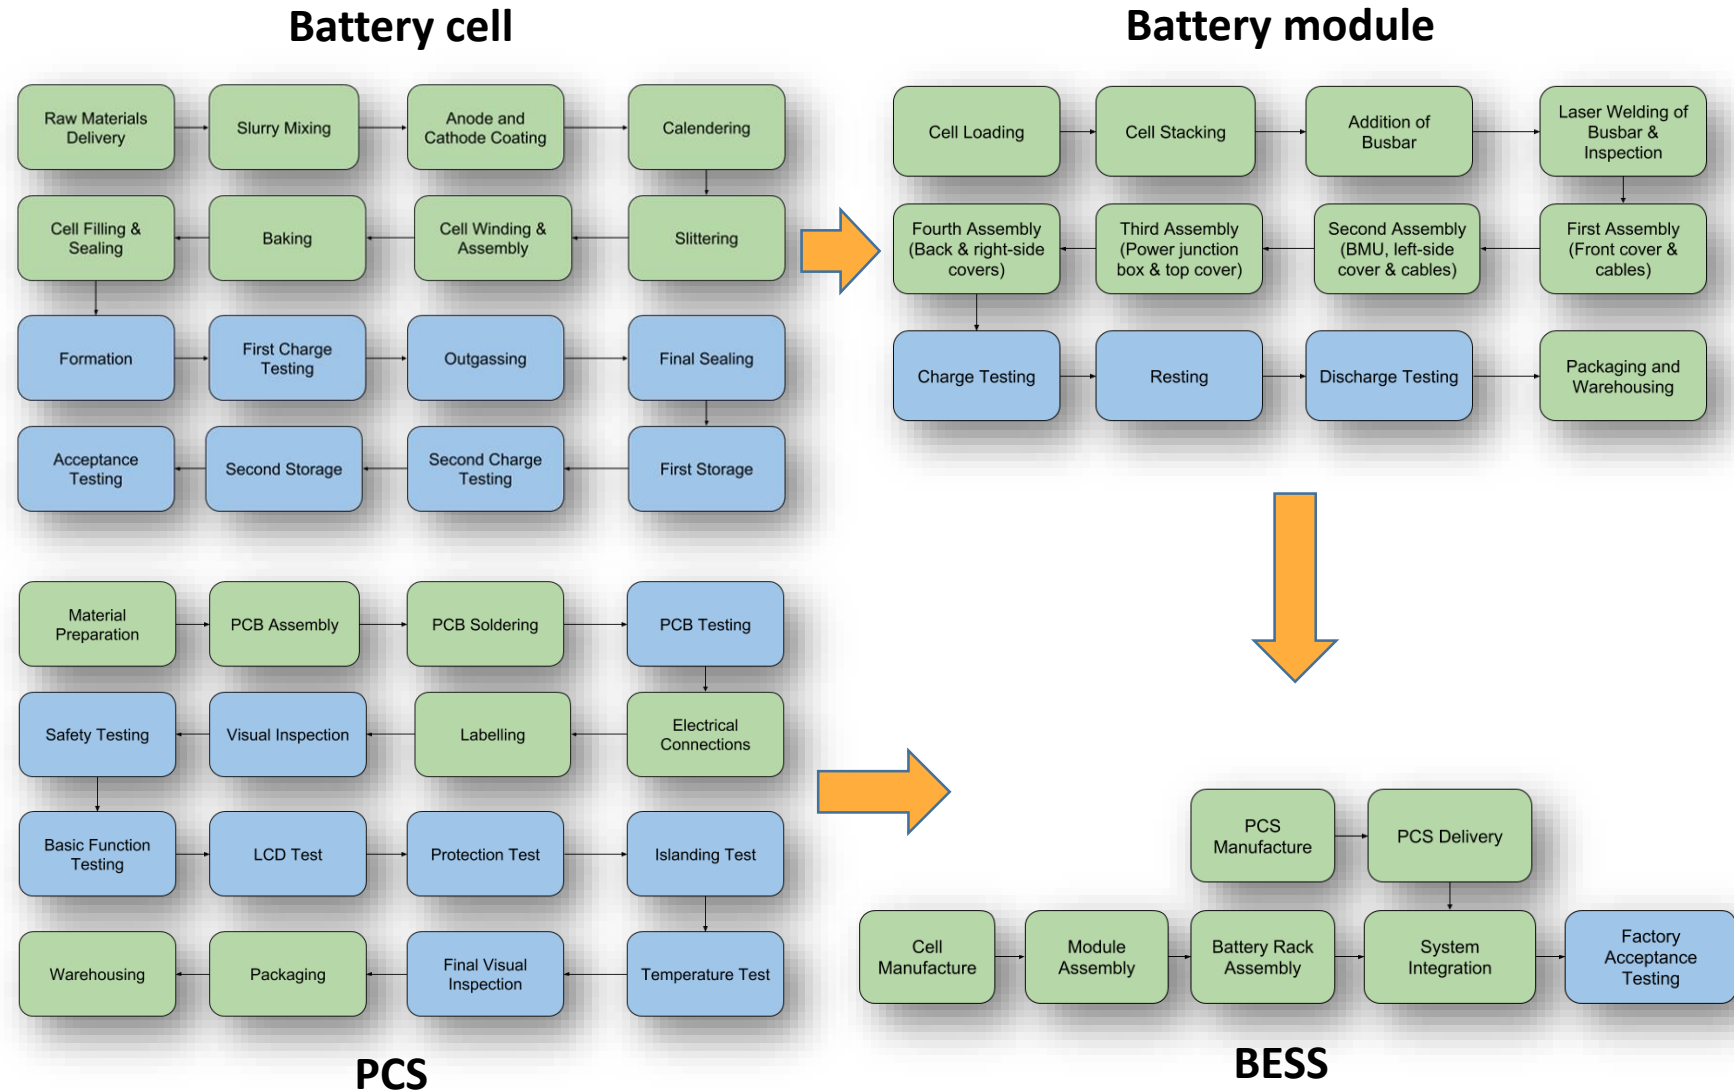 Battery cell
Raw Materials
Delivery
Slurry Mixing
Anode and
Cathode Coating
Calendering
Cell Filling &
Sealing
Baking
Cell Winding &
Assembly
Slittering
Formation
First Charge
Testing
Outgassing
Final Sealing
Acceptance
Testing
Second Storage
Second Charge
Testing
First Storage
Battery module
Cell Loading
Cell Stacking
Addition of
Busbar
Laser Welding of
Busbar &
Inspection
Fourth Assembly
(Back & right-side
covers)
Third Assembly
(Power junction
box & top cover)
Second Assembly
(BMU, left-side
cover & cables)
First Assembly
(Front cover &
cables)
Charge Testing
Resting
Discharge Testing
Packaging and
Warehousing
Material
Preparation
PCB Assembly
PCB Soldering
PCB Testing
Safety Testing
Visual Inspection
Labelling
Electrical
Connections
Basic Function
Testing
LCD Test
Protection Test
Islanding Test
Warehousing
Packaging
Final Visual
Inspection
Temperature Test
PCS
PCS
Manufacture
PCS Delivery
Cell
Manufacture
Module
Assembly
Battery Rack
Assembly
System
Integration
Factory
Acceptance
Testing
BESS